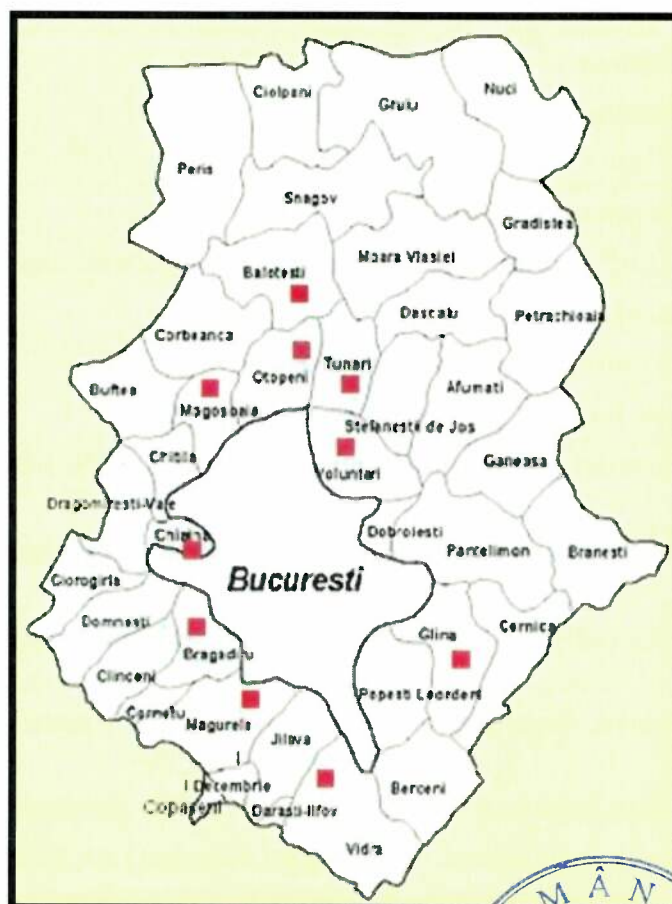 Ciolpani
Gruiu
Nuci
Peris
Snagov
Gradistea
Moara Vlasiei
Balotesti
Dascalu
Petrachioaia
Corbeanca
Otopeni
Tunari
Afumati
Buftea
Magosoaia
Stefanestii de Jos
Chitila
Voluntari
Ganeasa
Dragomiresti-Vale
Chiajna
Dobroiesti
Pantelimon
Branesti
Bucuresti
Ciorogirla
Domnesti
Glina
Cernica
Bragadiru
Clinceni
Popesti Leordeni
Cornetu
Magurele
Jilava
I
I Decembrie
Berceni
Copaceni
Darasti-Ilfov
Vidra
M Â N